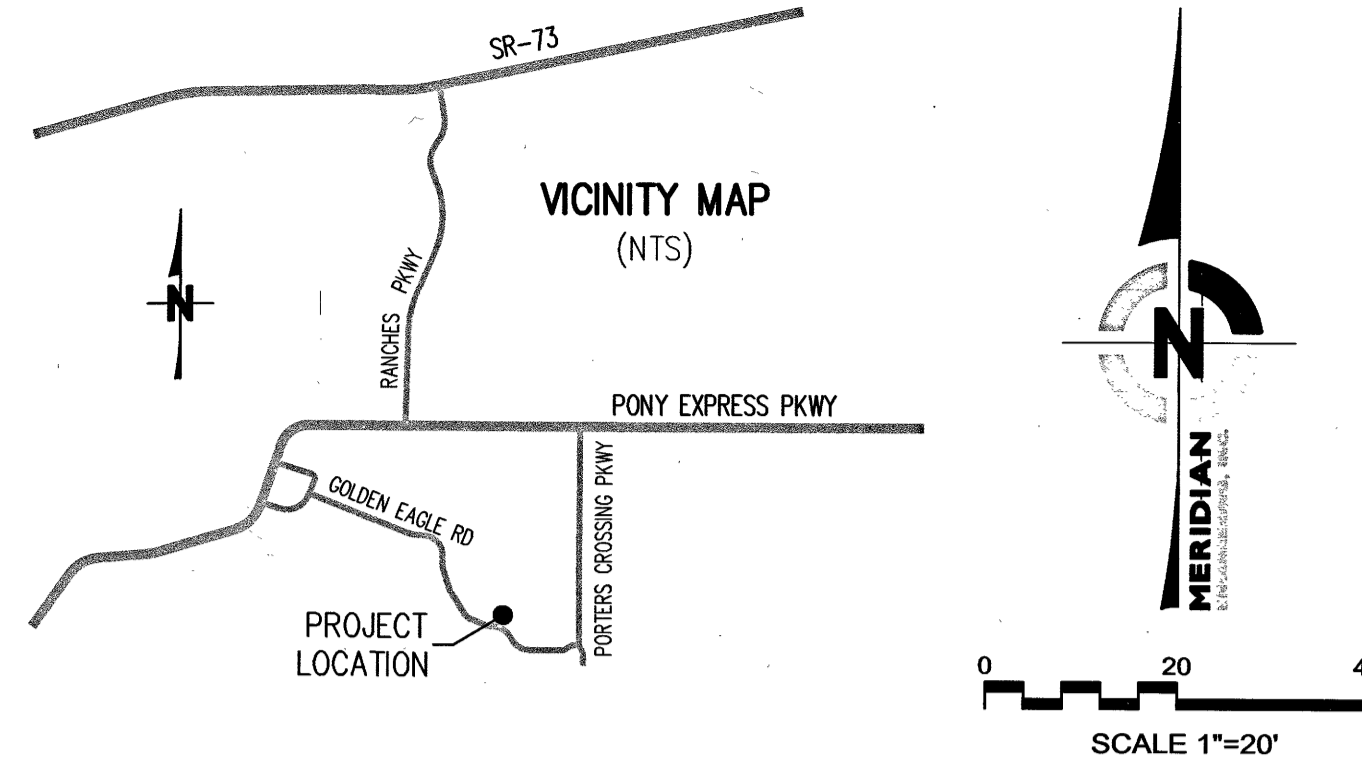 SR-73
VICINITY MAP
(NTS)
N
RANCHES PKWY
PONY EXPRESS PKWY
GOLDEN EAGLE RD
PORTERS CROSSING PKWY
PROJECT
LOCATION
N
MERIDIAN
0 20
SCALE 1"=20'